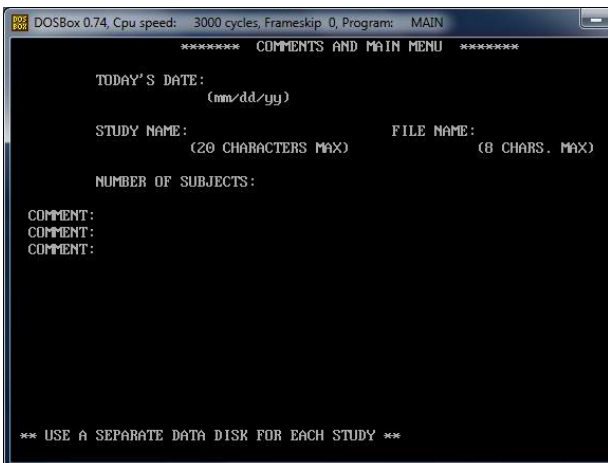 DOSBox 0.74, Cpu speed: 3000 cycles, Frameskip 0, Program: MAIN
******* COMMENTS AND MAIN MENU *******
TODAY'S DATE:
(mm/dd/yy)
STUDY NAME: FILE NAME:
(20 CHARACTERS MAX) (8 CHARS. MAX)
NUMBER OF SUBJECTS:
COMMENT:
COMMENT:
COMMENT:
** USE A SEPARATE DATA DISK FOR EACH STUDY **